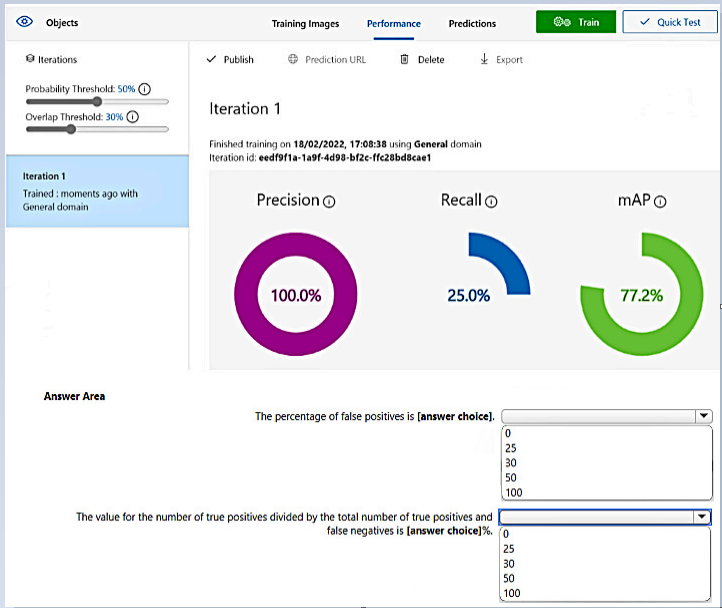 Objects Training Images Performance Predictions Train Quick Test
Iterations Publish Prediction URL Delete Export
Probability Threshold: 50%
Overlap Threshold: 30%
Iteration 1
Finished training on 18/02/2022, 17:08:38 using General domain
Iteration id: eedf9f1a-1a9f-4d98-bf2c-ffc28bd8cae1
Iteration 1
Trained : moments ago with
General domain
Precision Recall mAP
100.0% 25.0% 77.2%
Answer Area
The percentage of false positives is [answer choice].
0
25
30
50
100
The value for the number of true positives divided by the total number of true positives and
false negatives is [answer choice]%.
0
25
30
50
100